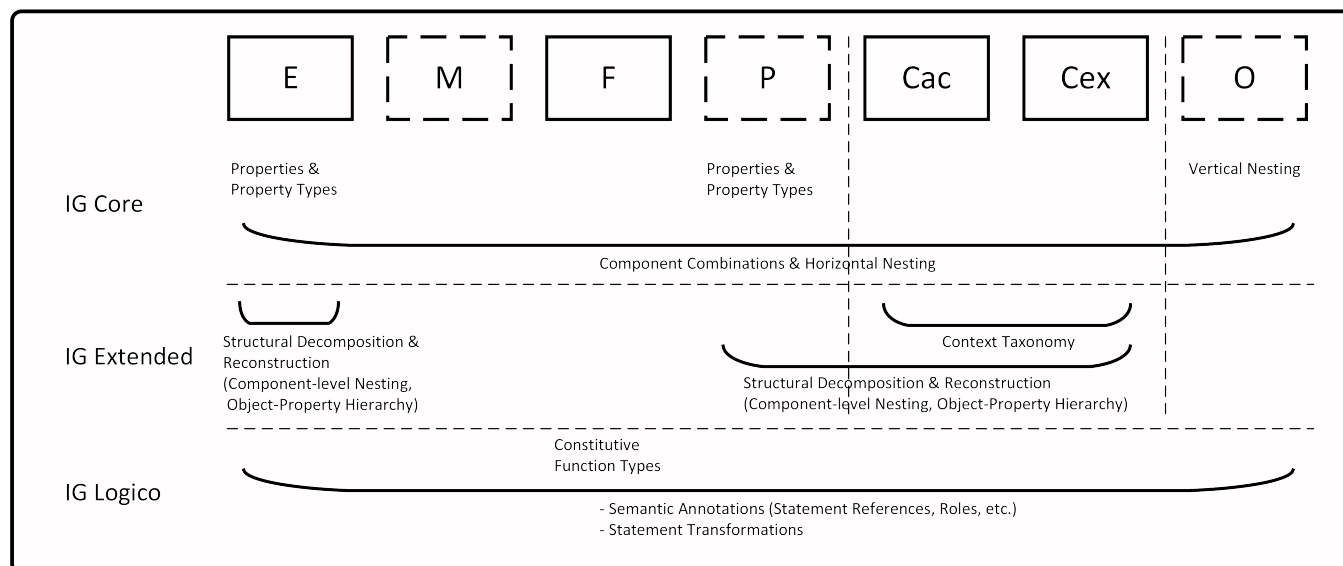 E M F P Cac Cex O
Properties &
Property Types
Properties &
Property Types
Vertical Nesting
IG Core
Component Combinations & Horizontal Nesting
IG Extended
Structural Decomposition &
Reconstruction
(Component-level Nesting,
Object-Property Hierarchy)
Context Taxonomy
Structural Decomposition & Reconstruction
(Component-level Nesting, Object-Property Hierarchy)
Constitutive
Function Types
IG Logico
- Semantic Annotations (Statement References, Roles, etc.)
- Statement Transformations